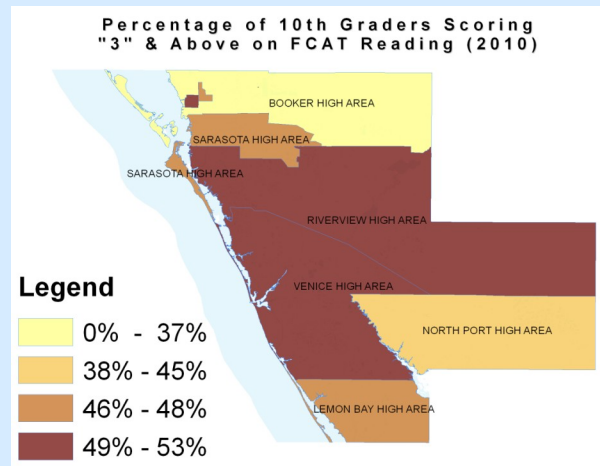 Percentage of 10th Graders Scoring
"3" & Above on FCAT Reading (2010)
BOOKER HIGH AREA
SARASOTA HIGH AREA
SARASOTA HIGH AREA
RIVERVIEW HIGH AREA
VENICE HIGH AREA
NORTH PORT HIGH AREA
LEMON BAY HIGH AREA
Legend
0% - 37%
38% - 45%
46% - 48%
49% - 53%